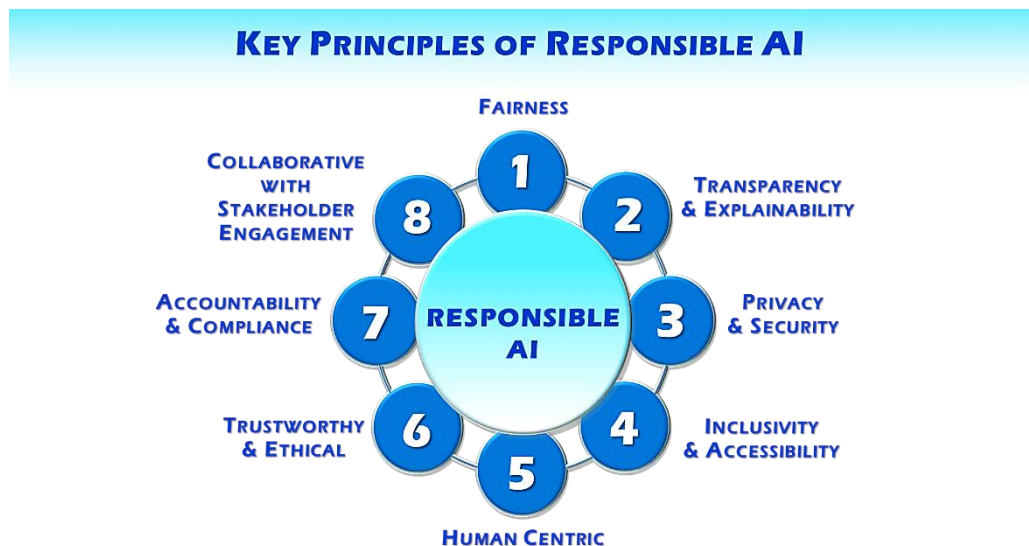 KEY PRINCIPLES OF RESPONSIBLE AI
FAIRNESS
1
2
TRANSPARENCY
& EXPLAINABILITY
3
PRIVACY
& SECURITY
4
INCLUSIVITY
& ACCESSIBILITY
5
HUMAN CENTRIC
6
TRUSTWORTHY
& ETHICAL
7
ACCOUNTABILITY
& COMPLIANCE
8
COLLABORATIVE
WITH
STAKEHOLDER
ENGAGEMENT
RESPONSIBLE
AI